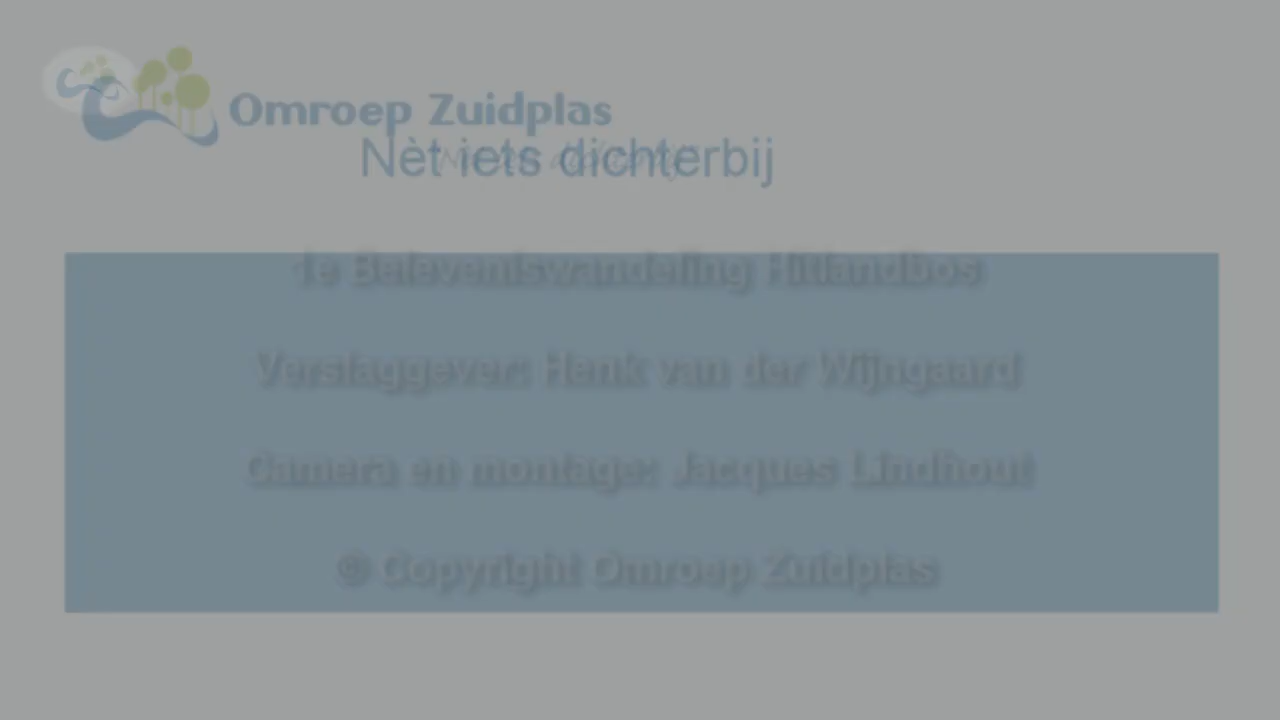 Omroep Zuidplas
Nèt iets dichterbij
1e Beleveniswandeling Hitlandbos
Verslaggever: Henk van der Wijngaard
Camera en montage: Jacques Lindhout
© Copyright Omroep Zuidplas